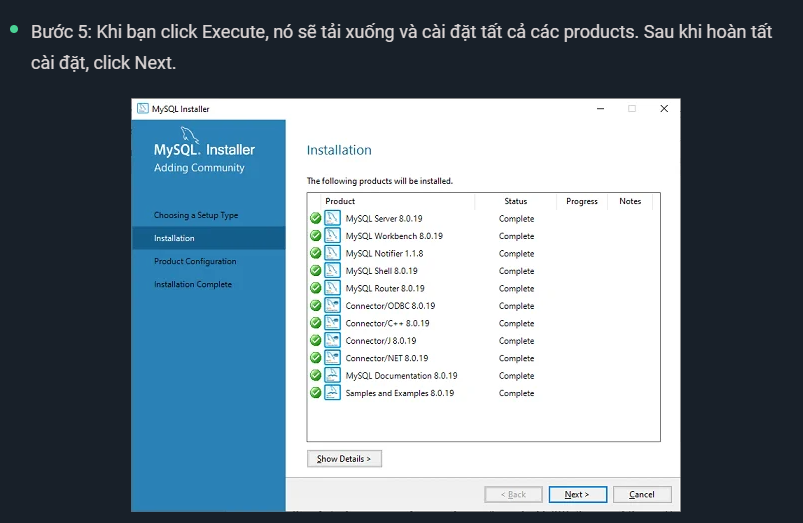 Bước 5: Khi bạn click Execute, nó sẽ tải xuống và cài đặt tất cả các products. Sau khi hoàn tất
cài đặt, click Next.
MySQL Installer
MySQL. Installer
Adding Community
Choosing a Setup Type
Installation
Product Configuration
Installation Complete
Installation
The following products will be installed.
Product Status Progress Notes
MySQL Server 8.0.19 Complete
MySQL Workbench 8.0.19 Complete
MySQL Notifier 1.1.8 Complete
MySQL Shell 8.0.19 Complete
MySQL Router 8.0.19 Complete
Connector/ODBC 8.0.19 Complete
Connector/C++ 8.0.19 Complete
Connector/J 8.0.19 Complete
Connector/NET 8.0.19 Complete
MySQL Documentation 8.0.19 Complete
Samples and Examples 8.0.19 Complete
Show Details >
< Back Next > Cancel